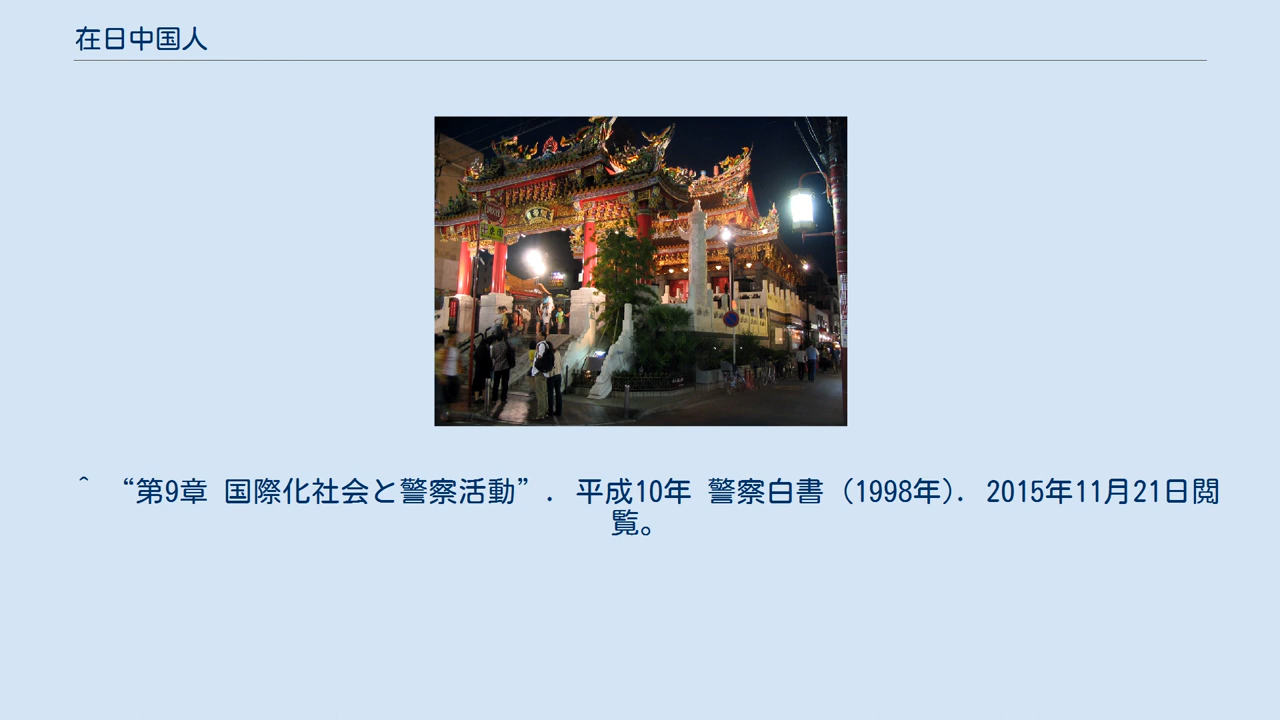 在日中国人
^ “第9章 国際化社会と警察活動”. 平成10年 警察白書（1998年）. 2015年11月21日閲
覧。